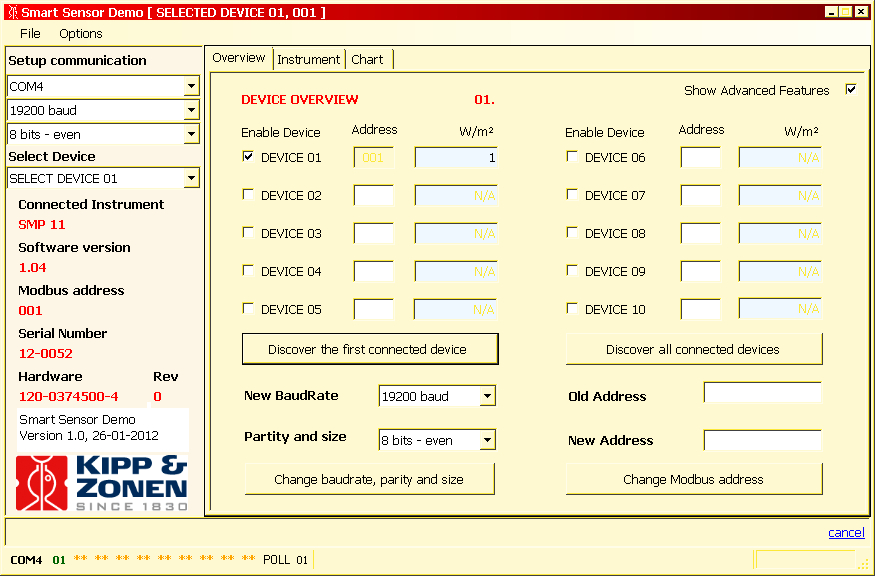 Smart Sensor Demo [ SELECTED DEVICE 01, 001 ]
File Options
Setup communication
COM4
19200 baud
8 bits - even
Select Device
SELECT DEVICE 01
Connected Instrument
SMP 11
Software version
1.04
Modbus address
001
Serial Number
12-0052
Hardware Rev
120-0374500-4 0
Smart Sensor Demo
Version 1.0, 26-01-2012
KIPP &
ZONEN
SINCE 1830
Overview Instrument Chart
Show Advanced Features
DEVICE OVERVIEW 01.
Enable Device Address W/m² Enable Device Address W/m²
DEVICE 01 001 1 DEVICE 06 N/A
DEVICE 02 N/A DEVICE 07 N/A
DEVICE 03 N/A DEVICE 08 N/A
DEVICE 04 N/A DEVICE 09 N/A
DEVICE 05 N/A DEVICE 10 N/A
Discover the first connected device Discover all connected devices
New BaudRate 19200 baud Old Address
Partity and size 8 bits - even New Address
Change baudrate, parity and size Change Modbus address
cancel
COM4 01 ** ** ** ** ** ** ** ** ** POLL 01